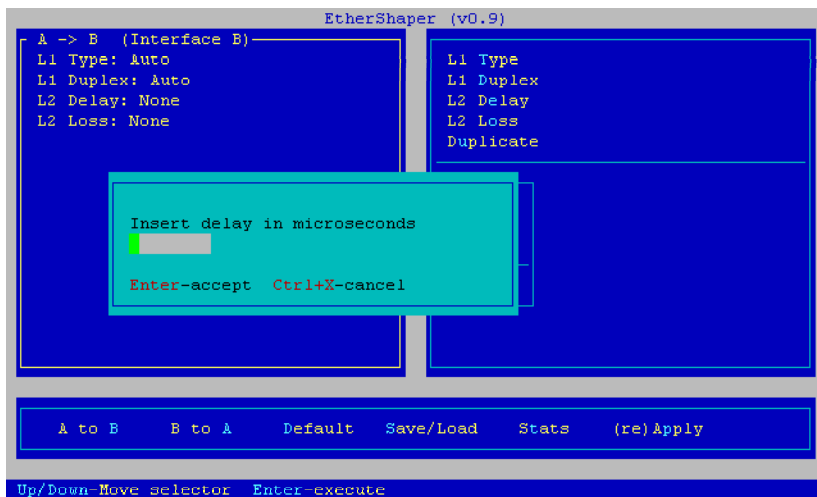 EtherShaper (v0.9)
A -> B (Interface B)
L1 Type: Auto
L1 Duplex: Auto
L2 Delay: None
L2 Loss: None
L1 Type
L1 Duplex
L2 Delay
L2 Loss
Duplicate
Insert delay in microseconds
Enter-accept Ctrl+X-cancel
A to B B to A Default Save/Load Stats (re)Apply
Up/Down-Move selector Enter-execute